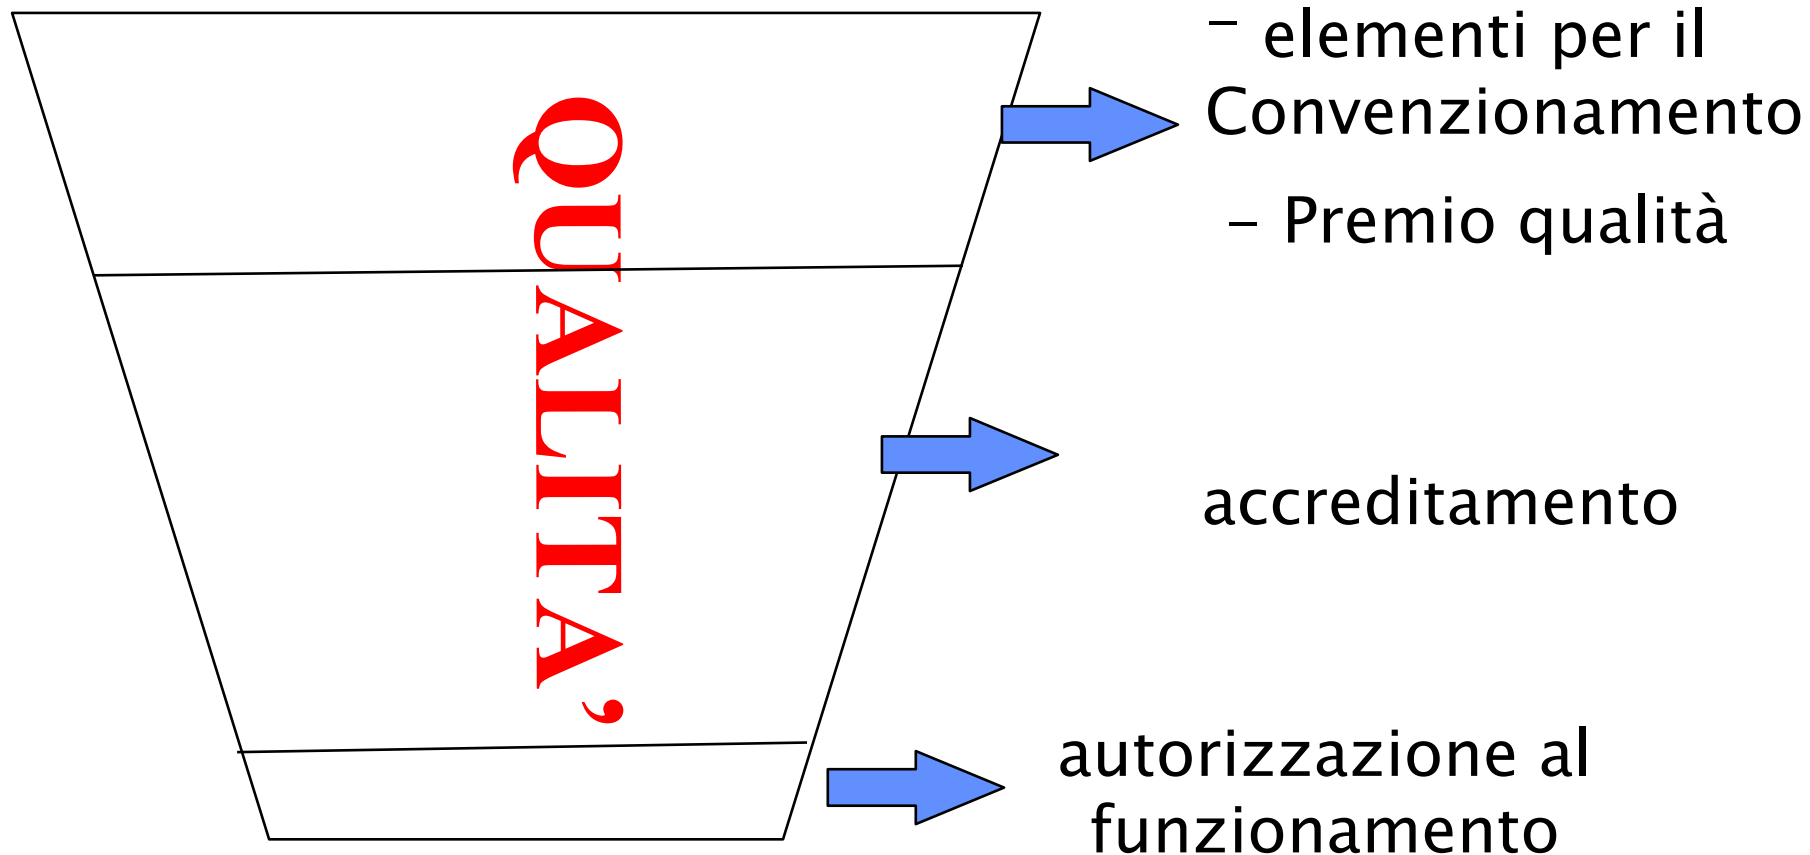 QUALITA’
– elementi per il
Convenzionamento
– Premio qualità
accreditamento
autorizzazione al
funzionamento